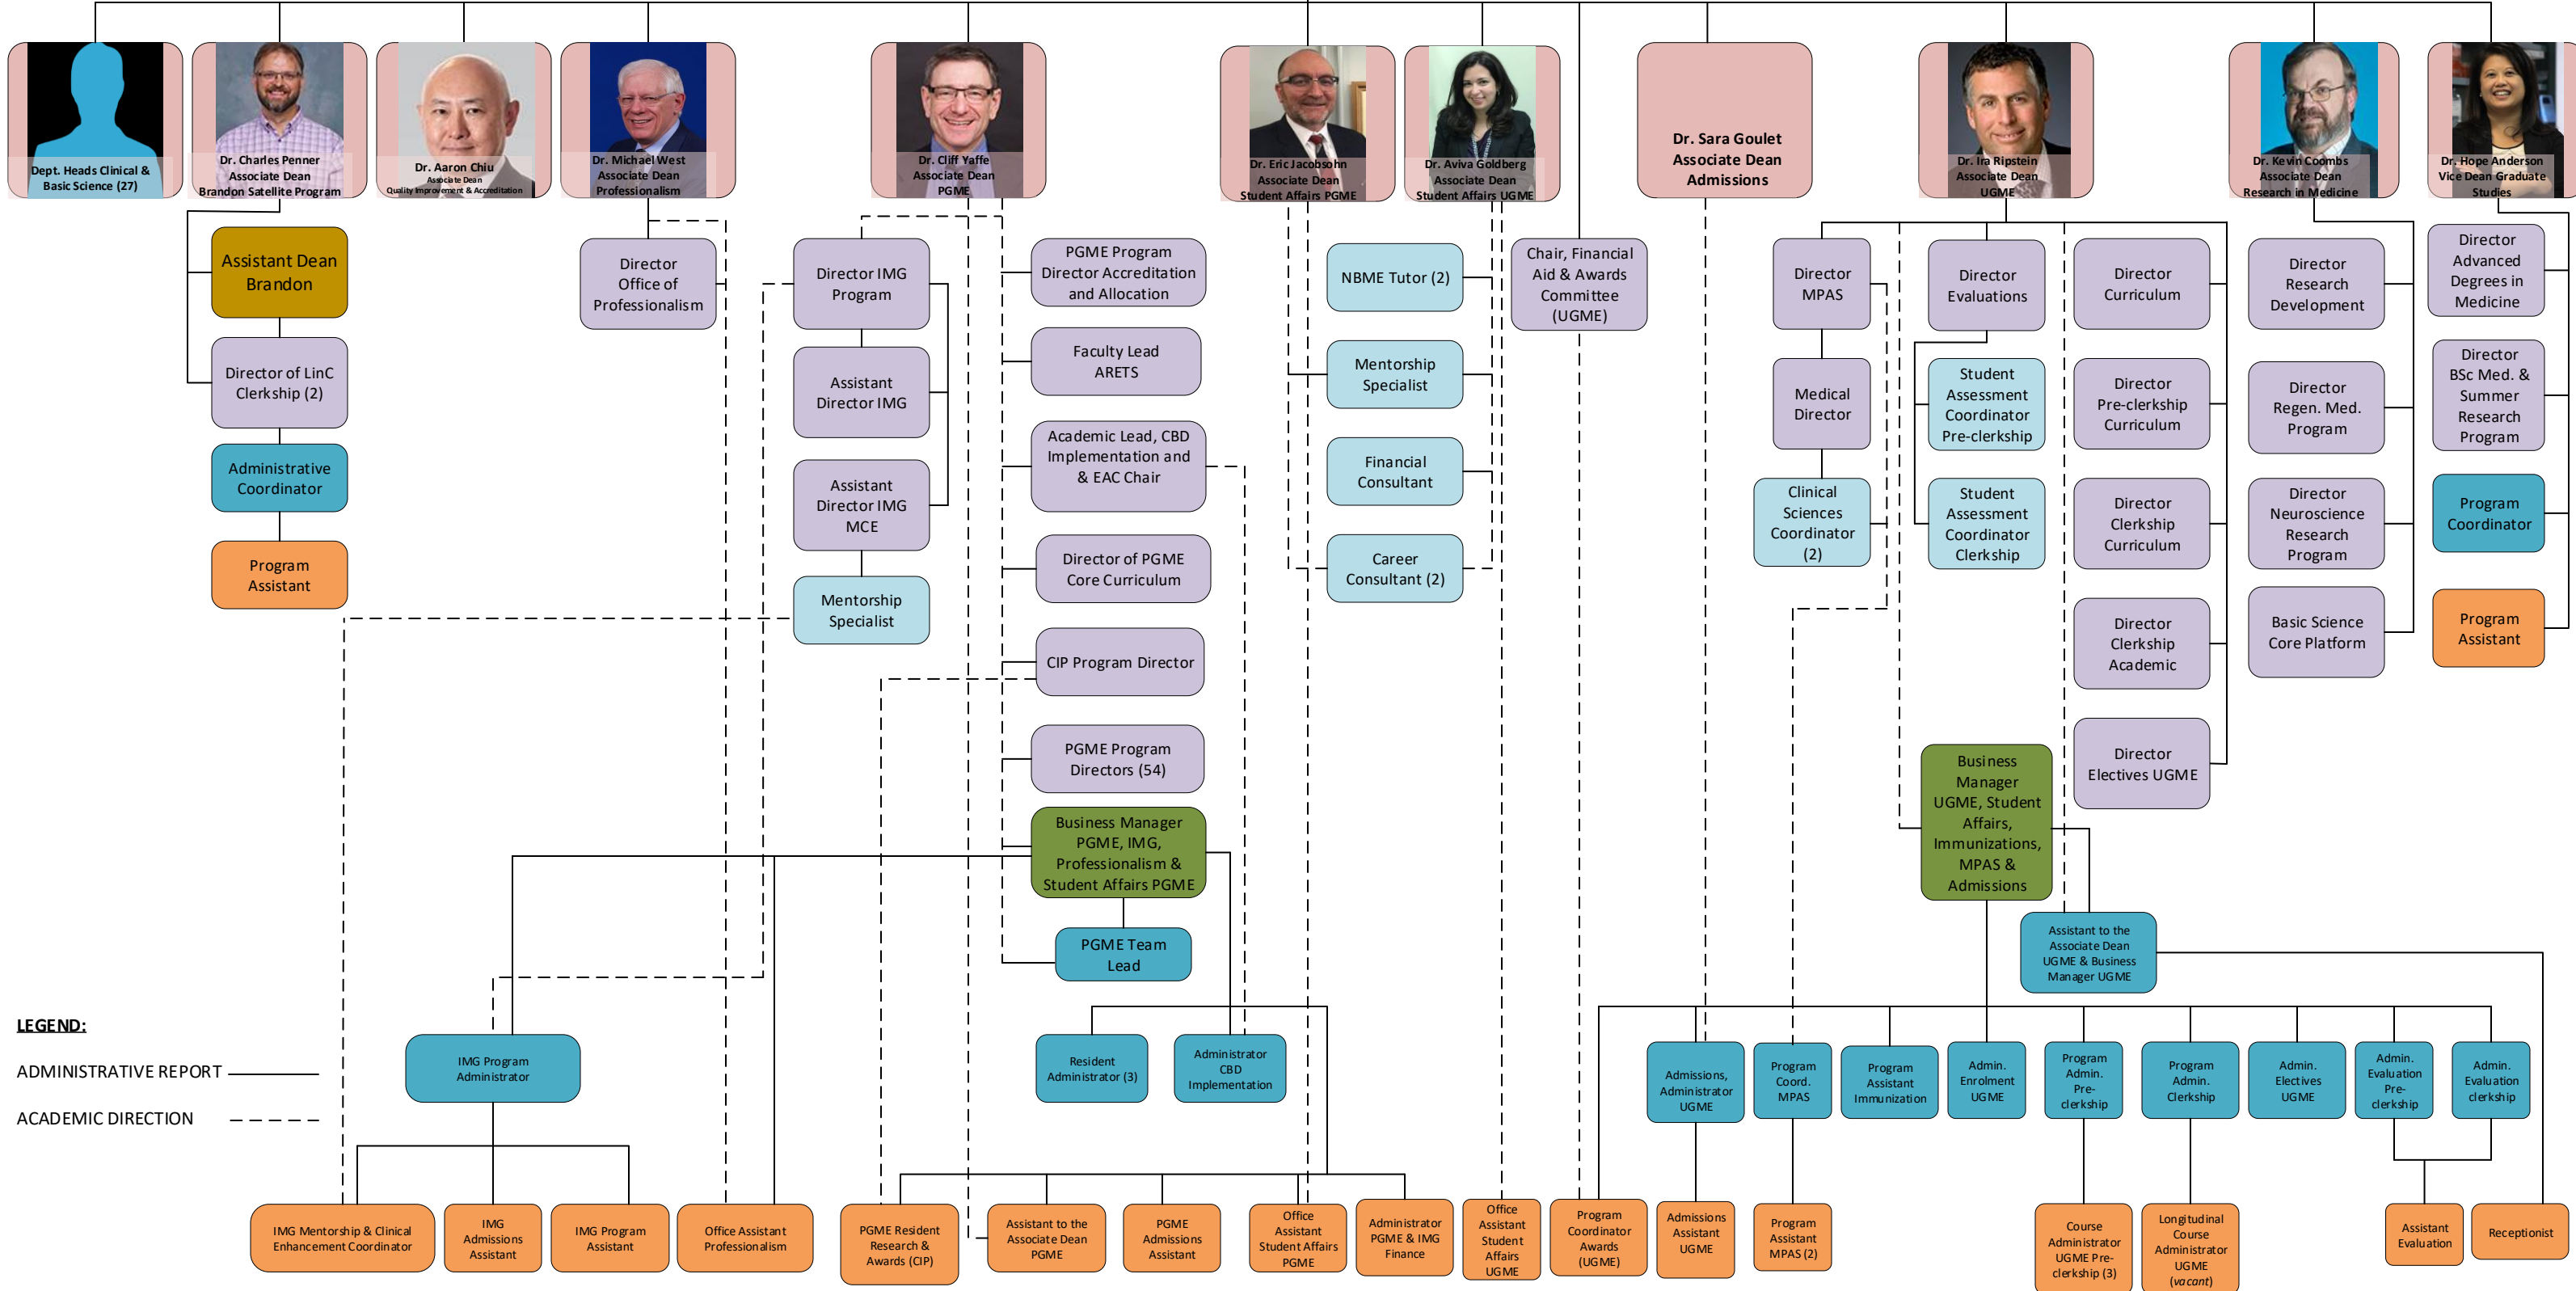 Dept. Heads Clinical &
Basic Science (27)
Dr. Charles Penner
Associate Dean
Brandon Satellite Program
Dr. Aaron Chiu
Associate Dean
Quality Improvement & Accreditation
Dr. Michael West
Associate Dean
Professionalism
Dr. Cliff Yaffe
Associate Dean
PGME
Dr. Eric Jacobsohn
Associate Dean
Student Affairs PGME
Dr. Aviva Goldberg
Associate Dean
Student Affairs UGME
Dr. Sara Goulet
Associate Dean
Admissions
Dr. Ira Ripstein
Associate Dean
UGME
Dr. Kevin Coombs
Associate Dean
Research in Medicine
Dr. Hope Anderson
Vice Dean Graduate
Studies
Assistant Dean
Brandon
Director of LinC
Clerkship (2)
Administrative
Coordinator
Program
Assistant
Director
Office of
Professionalism
Director IMG
Program
Assistant
Director IMG
Assistant
Director IMG
MCE
Mentorship
Specialist
PGME Program
Director Accreditation
and Allocation
Faculty Lead
ARETS
Academic Lead, CBD
Implementation and
& EAC Chair
Director of PGME
Core Curriculum
CIP Program Director
PGME Program
Directors (54)
Business Manager
PGME, IMG,
Professionalism &
Student Affairs PGME
PGME Team
Lead
NBME Tutor (2)
Mentorship
Specialist
Financial
Consultant
Career
Consultant (2)
Chair, Financial
Aid & Awards
Committee
(UGME)
Director
MPAS
Medical
Director
Clinical
Sciences
Coordinator
(2)
Director
Evaluations
Student
Assessment
Coordinator
Pre-clerkship
Student
Assessment
Coordinator
Clerkship
Director
Curriculum
Director
Pre-clerkship
Curriculum
Director
Clerkship
Curriculum
Director
Clerkship
Academic
Director
Electives UGME
Business
Manager
UGME, Student
Affairs,
Immunizations,
MPAS &
Admissions
Assistant to the
Associate Dean
UGME & Business
Manager UGME
Director
Research
Development
Director
Regen. Med.
Program
Director
Neuroscience
Research
Program
Basic Science
Core Platform
Director
Advanced
Degrees in
Medicine
Director
BSc Med. &
Summer
Research
Program
Program
Coordinator
Program
Assistant
LEGEND:
ADMINISTRATIVE REPORT
ACADEMIC DIRECTION
IMG Program
Administrator
Resident
Administrator (3)
Administrator
CBD
Implementation
Admissions,
Administrator
UGME
Program
Coord.
MPAS
Program
Assistant
Immunization
Admin.
Enrolment
UGME
Program
Admin.
Pre-
clerkship
Program
Admin.
Clerkship
Admin.
Electives
UGME
Admin.
Evaluation
Pre-
clerkship
Admin.
Evaluation
clerkship
IMG Mentorship & Clinical
Enhancement Coordinator
IMG
Admissions
Assistant
IMG Program
Assistant
Office Assistant
Professionalism
PGME Resident
Research &
Awards (CIP)
Assistant to the
Associate Dean
PGME
PGME
Admissions
Assistant
Office
Assistant
Student Affairs
PGME
Administrator
PGME & IMG
Finance
Office
Assistant
Student
Affairs
UGME
Program
Coordinator
Awards
(UGME)
Admissions
Assistant
UGME
Program
Assistant
MPAS (2)
Course
Administrator
UGME Pre-
clerkship (3)
Longitudinal
Course
Administrator
UGME
(vacant)
Assistant
Evaluation
Receptionist